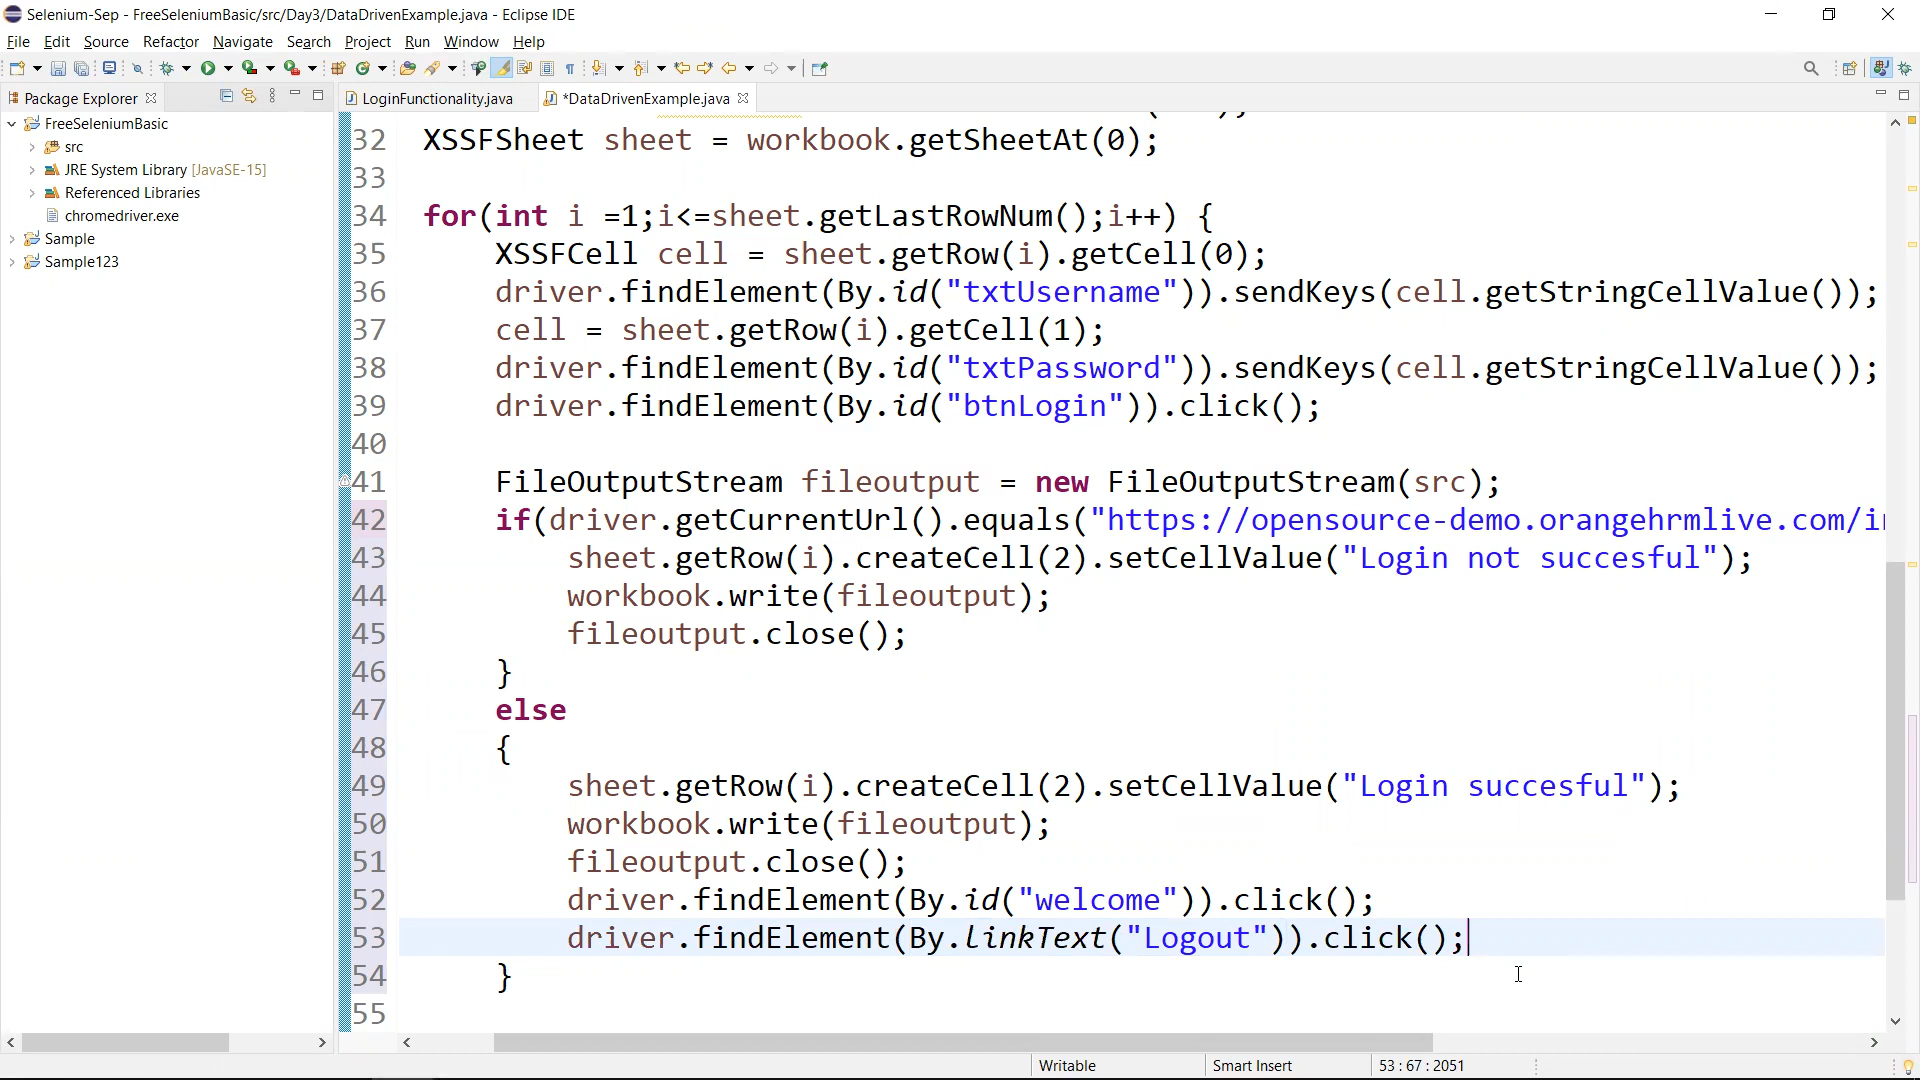 Selenium-Sep - FreeSeleniumBasic/src/Day3/DataDrivenExample.java - Eclipse IDE
File Edit Source Refactor Navigate Search Project Run Window Help
Package Explorer
LoginFunctionality.java
*DataDrivenExample.java
FreeSeleniumBasic
src
JRE System Library [JavaSE-15]
Referenced Libraries
chromedriver.exe
Sample
Sample123
32 XSSFSheet sheet = workbook.getSheetAt(0);
33
34 for(int i =1;i<=sheet.getLastRowNum();i++) {
35 XSSFCell cell = sheet.getRow(i).getCell(0);
36 driver.findElement(By.id("txtUsername")).sendKeys(cell.getStringCellValue());
37 cell = sheet.getRow(i).getCell(1);
38 driver.findElement(By.id("txtPassword")).sendKeys(cell.getStringCellValue());
39 driver.findElement(By.id("btnLogin")).click();
40
41 FileOutputStream fileoutput = new FileOutputStream(src);
42 if(driver.getCurrentUrl().equals("https://opensource-demo.orangehrmlive.com/i
43 sheet.getRow(i).createCell(2).setCellValue("Login not succesful");
44 workbook.write(fileoutput);
45 fileoutput.close();
46 }
47 else
48 {
49 sheet.getRow(i).createCell(2).setCellValue("Login succesful");
50 workbook.write(fileoutput);
51 fileoutput.close();
52 driver.findElement(By.id("welcome")).click();
53 driver.findElement(By.linkText("Logout")).click();
54 }
55
Writable Smart Insert 53 : 67 : 2051